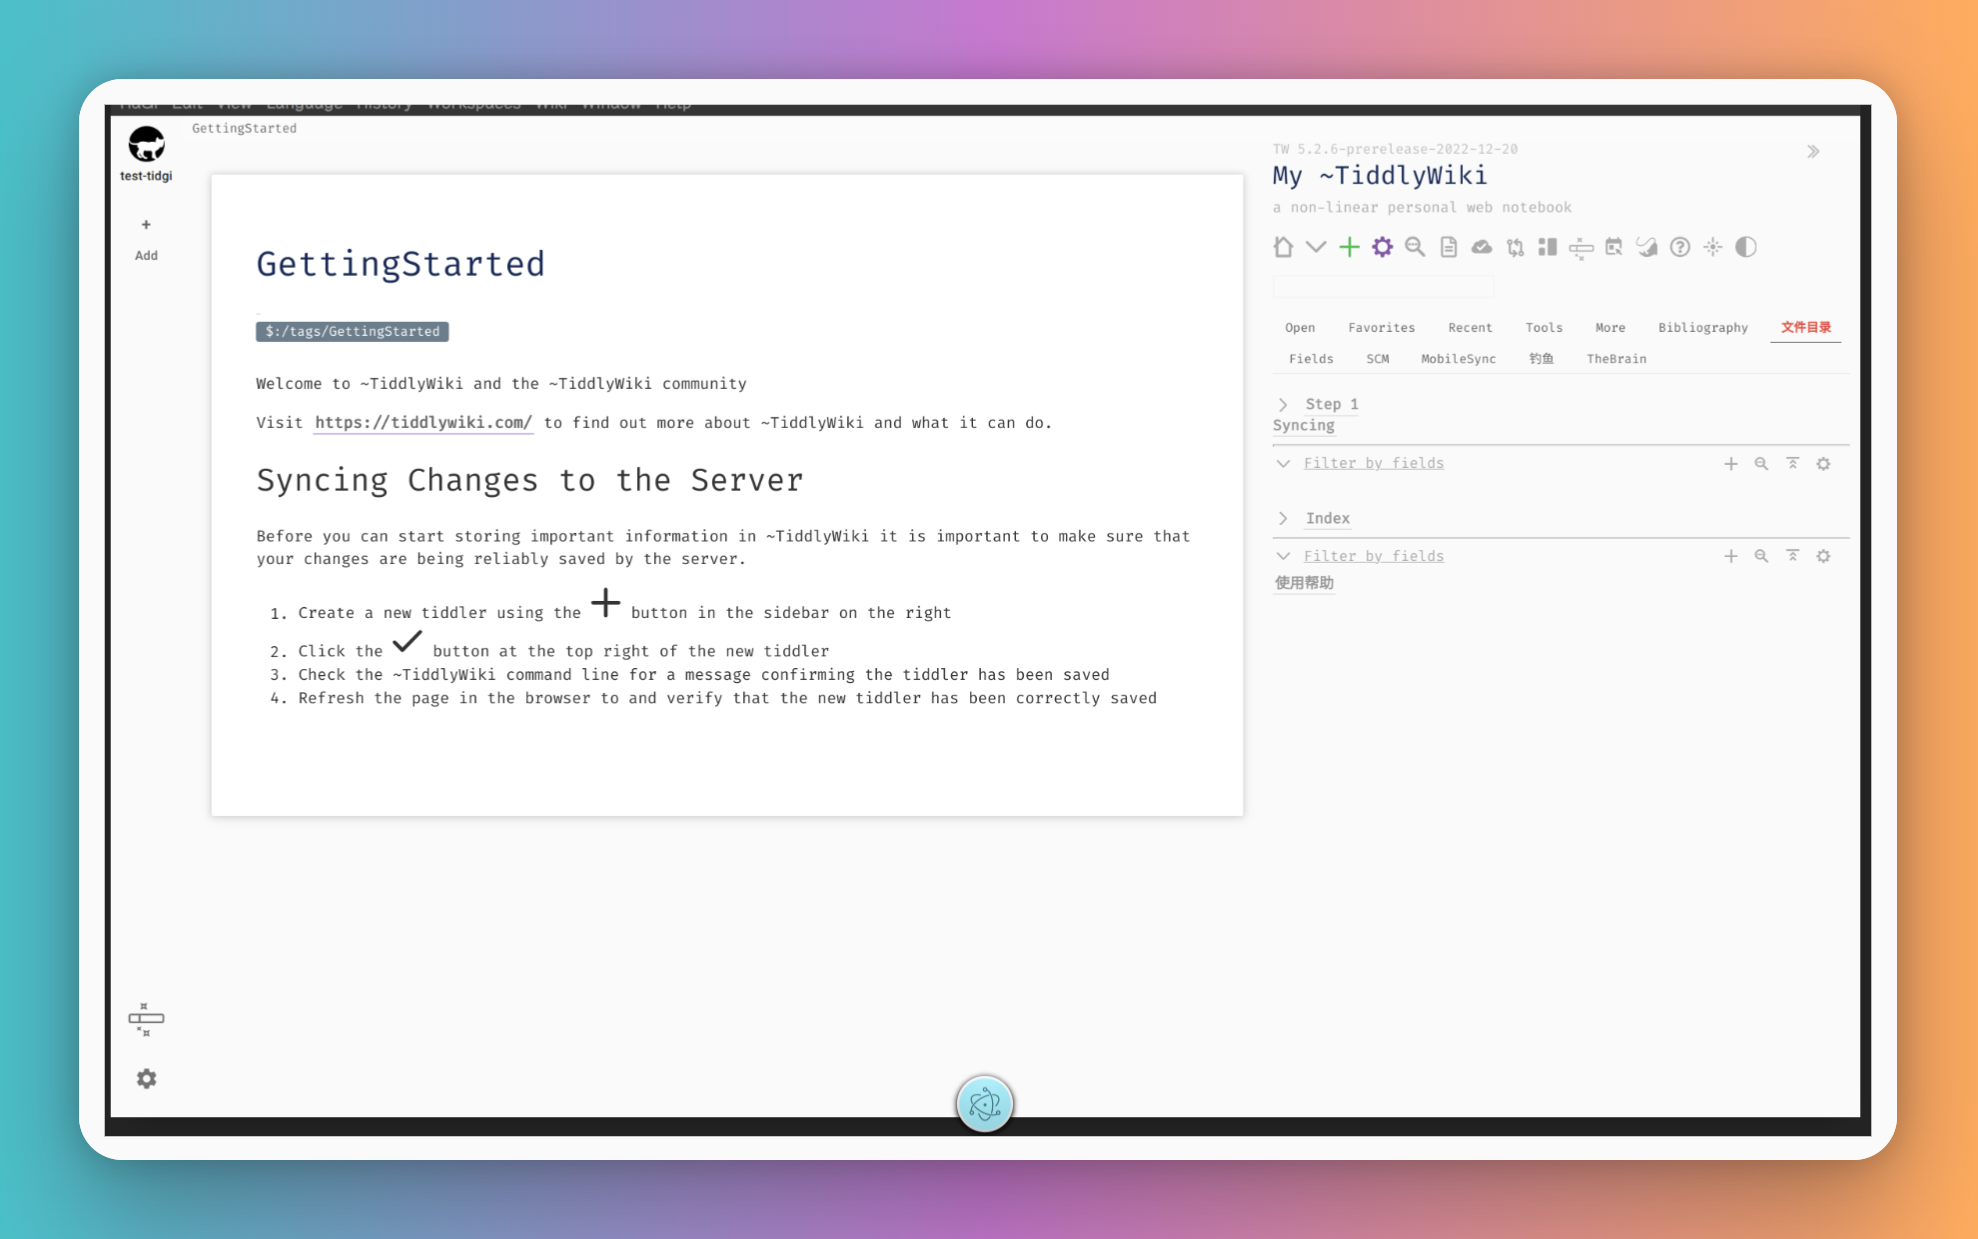 TidGi Edit View Language History Workspaces Wiki Window Help
GettingStarted
test-tidgi
+
Add
GettingStarted
$:/tags/GettingStarted
Welcome to ~TiddlyWiki and the ~TiddlyWiki community
Visit https://tiddlywiki.com/ to find out more about ~TiddlyWiki and what it can do.
Syncing Changes to the Server
Before you can start storing important information in ~TiddlyWiki it is important to make sure that
your changes are being reliably saved by the server.
1. Create a new tiddler using the + button in the sidebar on the right
2. Click the ✓ button at the top right of the new tiddler
3. Check the ~TiddlyWiki command line for a message confirming the tiddler has been saved
4. Refresh the page in the browser to and verify that the new tiddler has been correctly saved
TW 5.2.6-prerelease-2022-12-20
My ~TiddlyWiki
a non-linear personal web notebook
Open Favorites Recent Tools More Bibliography 文件目录
Fields SCM MobileSync 钓鱼 TheBrain
Step 1
Syncing
Filter by fields
Index
Filter by fields
使用帮助